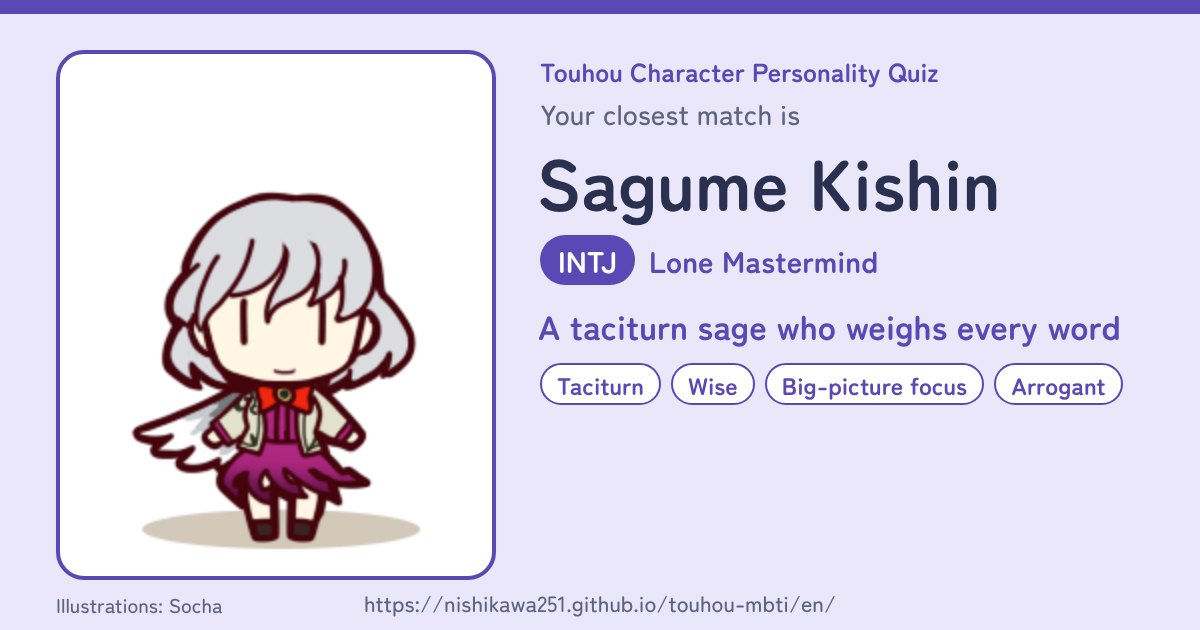 Touhou Character Personality Quiz
Your closest match is
Sagume Kishin
INTJ Lone Mastermind
A taciturn sage who weighs every word
Taciturn Wise Big-picture focus Arrogant
Illustrations: Socha https://nishikawa251.github.io/touhou-mbti/en/